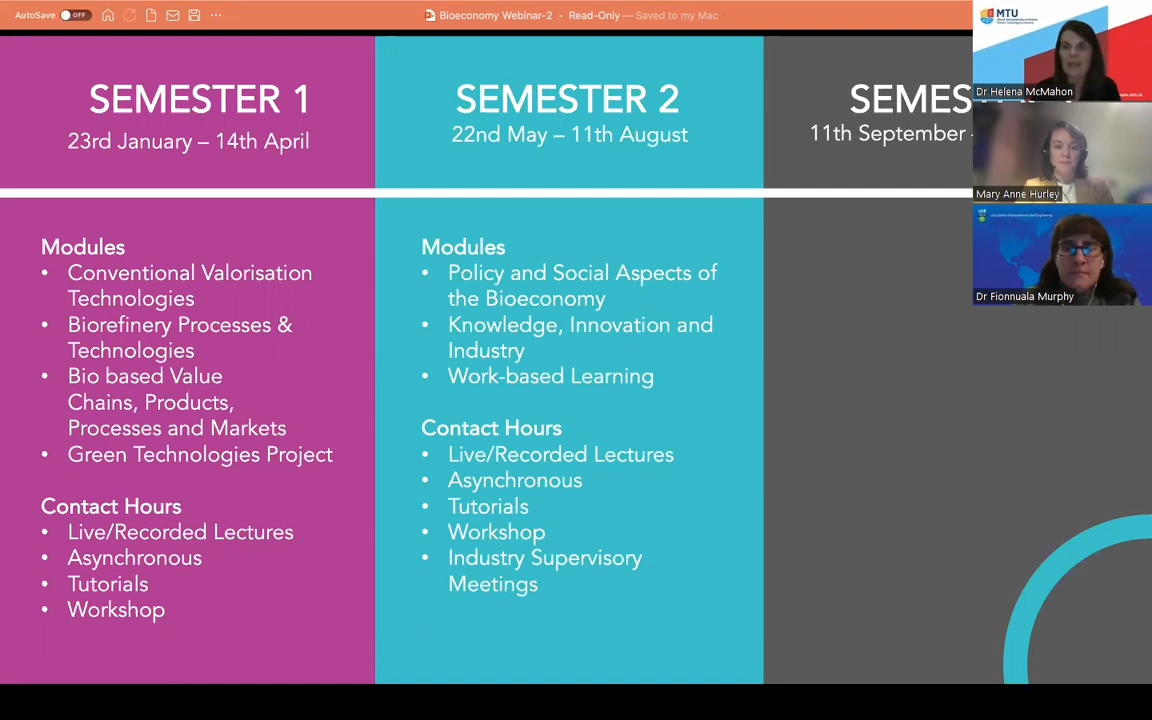 AutoSave OFF
Bioeconomy Webinar-2 - Read-Only — Saved to my Mac
SEMESTER 1
23rd January – 14th April
SEMESTER 2
22nd May – 11th August
SEMES
11th September
MTU
Dr Helena McMahon
Mary Anne Hurley
Dr Fionnuala Murphy
Modules
• Conventional Valorisation
Technologies
• Biorefinery Processes &
Technologies
• Bio based Value
Chains, Products,
Processes and Markets
• Green Technologies Project
Contact Hours
• Live/Recorded Lectures
• Asynchronous
• Tutorials
• Workshop
Modules
• Policy and Social Aspects of
the Bioeconomy
• Knowledge, Innovation and
Industry
• Work-based Learning
Contact Hours
• Live/Recorded Lectures
• Asynchronous
• Tutorials
• Workshop
• Industry Supervisory
Meetings